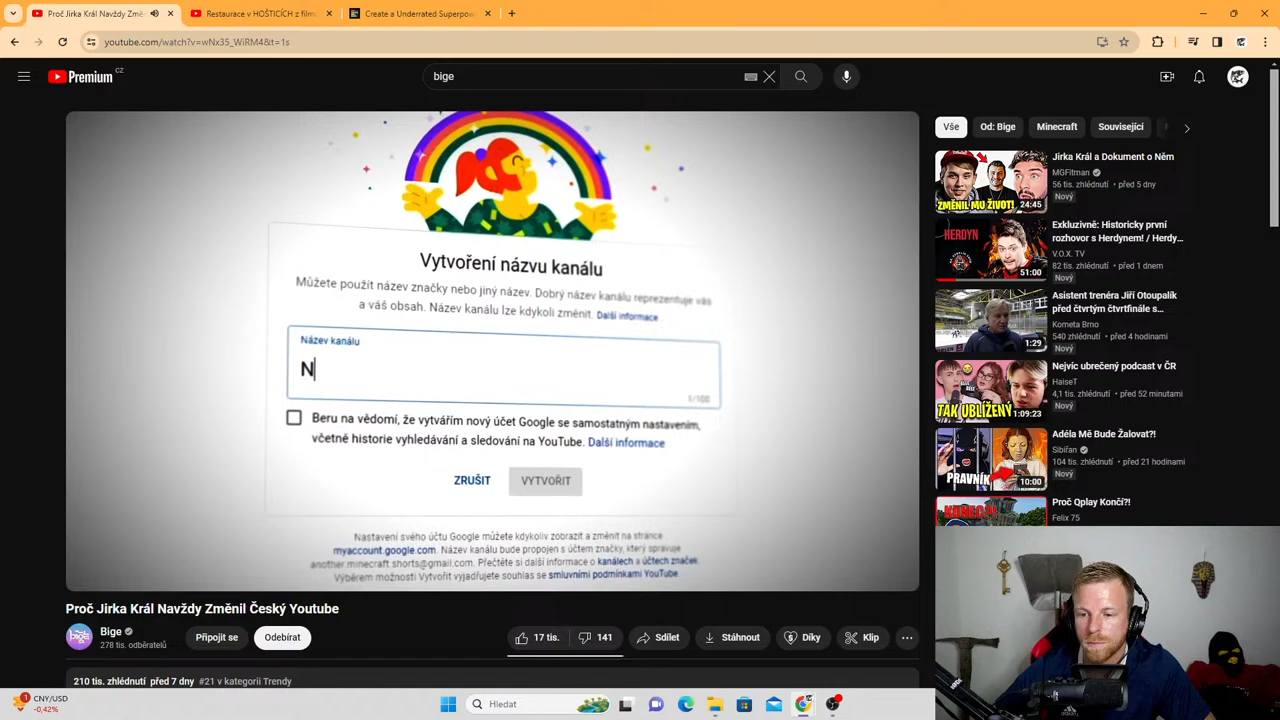 Proč Jirka Král Navždy Změn
Restaurace v HOŠTICÍCH z film
Create a Underrated Superpow
youtube.com/watch?v=wNx35_WiRM4&t=1s
Premium CZ
bige
Vytvoření názvu kanálu
Můžete použít název značky nebo jiný název. Dobrý název kanálu reprezentuje vás
a váš obsah. Název kanálu lze kdykoli změnit. Další informace
Název kanálu
N
1/100
Beru na vědomí, že vytvářím nový účet Google se samostatným nastavením,
včetně historie vyhledávání a sledování na YouTube. Další informace
ZRUŠIT
VYTVOŘIT
Nastavení svého účtu Google můžete kdykoliv zobrazit a změnit na stránce
myaccount.google.com. Název kanálu bude propojen s účtem značky, který spravuje
another.minecraft.shorts@gmail.com. Přečtěte si další informace o kanálech a účtech značek.
Výběrem možnosti Vytvořit vyjadřujete souhlas se smluvními podmínkami YouTube
Proč Jirka Král Navždy Změnil Český Youtube
bige
Bige
278 tis. odběratelů
Připojit se
Odebírat
17 tis.
141
Sdílet
Stáhnout
Díky
Klip
210 tis. zhlédnutí před 7 dny #21 v kategorii Trendy
Vše
Od: Bige
Minecraft
Související
ZMĚNIL MU ŽIVOT!
24:45
Jirka Král a Dokument o Něm
MGFitman
56 tis. zhlédnutí • před 5 dny
Nový
HERDYN
51:00
Exkluzivně: Historicky první
rozhovor s Herdynem! / Herdy...
V.O.X. TV
82 tis. zhlédnutí • před 1 dnem
Nový
1:29
Asistent trenéra Jiří Otoupalík
před čtvrtým čtvrtfinále s...
Kometa Brno
540 zhlédnutí • před 4 hodinami
Nový
TAK UBLÍŽENÝ
1:09:23
Nejvíc ubrečený podcast v ČR
HaiseT
4,1 tis. zhlédnutí • před 52 minutami
Nový
PRAVNÍK
10:00
Adéla Mě Bude Žalovat?!
Sibiřan
104 tis. zhlédnutí • před 21 hodinami
Nový
KONEC?!
Proč Qplay Končí?!
Felix 75
adidas
1
CNY/USD
-0,42%
Hledat